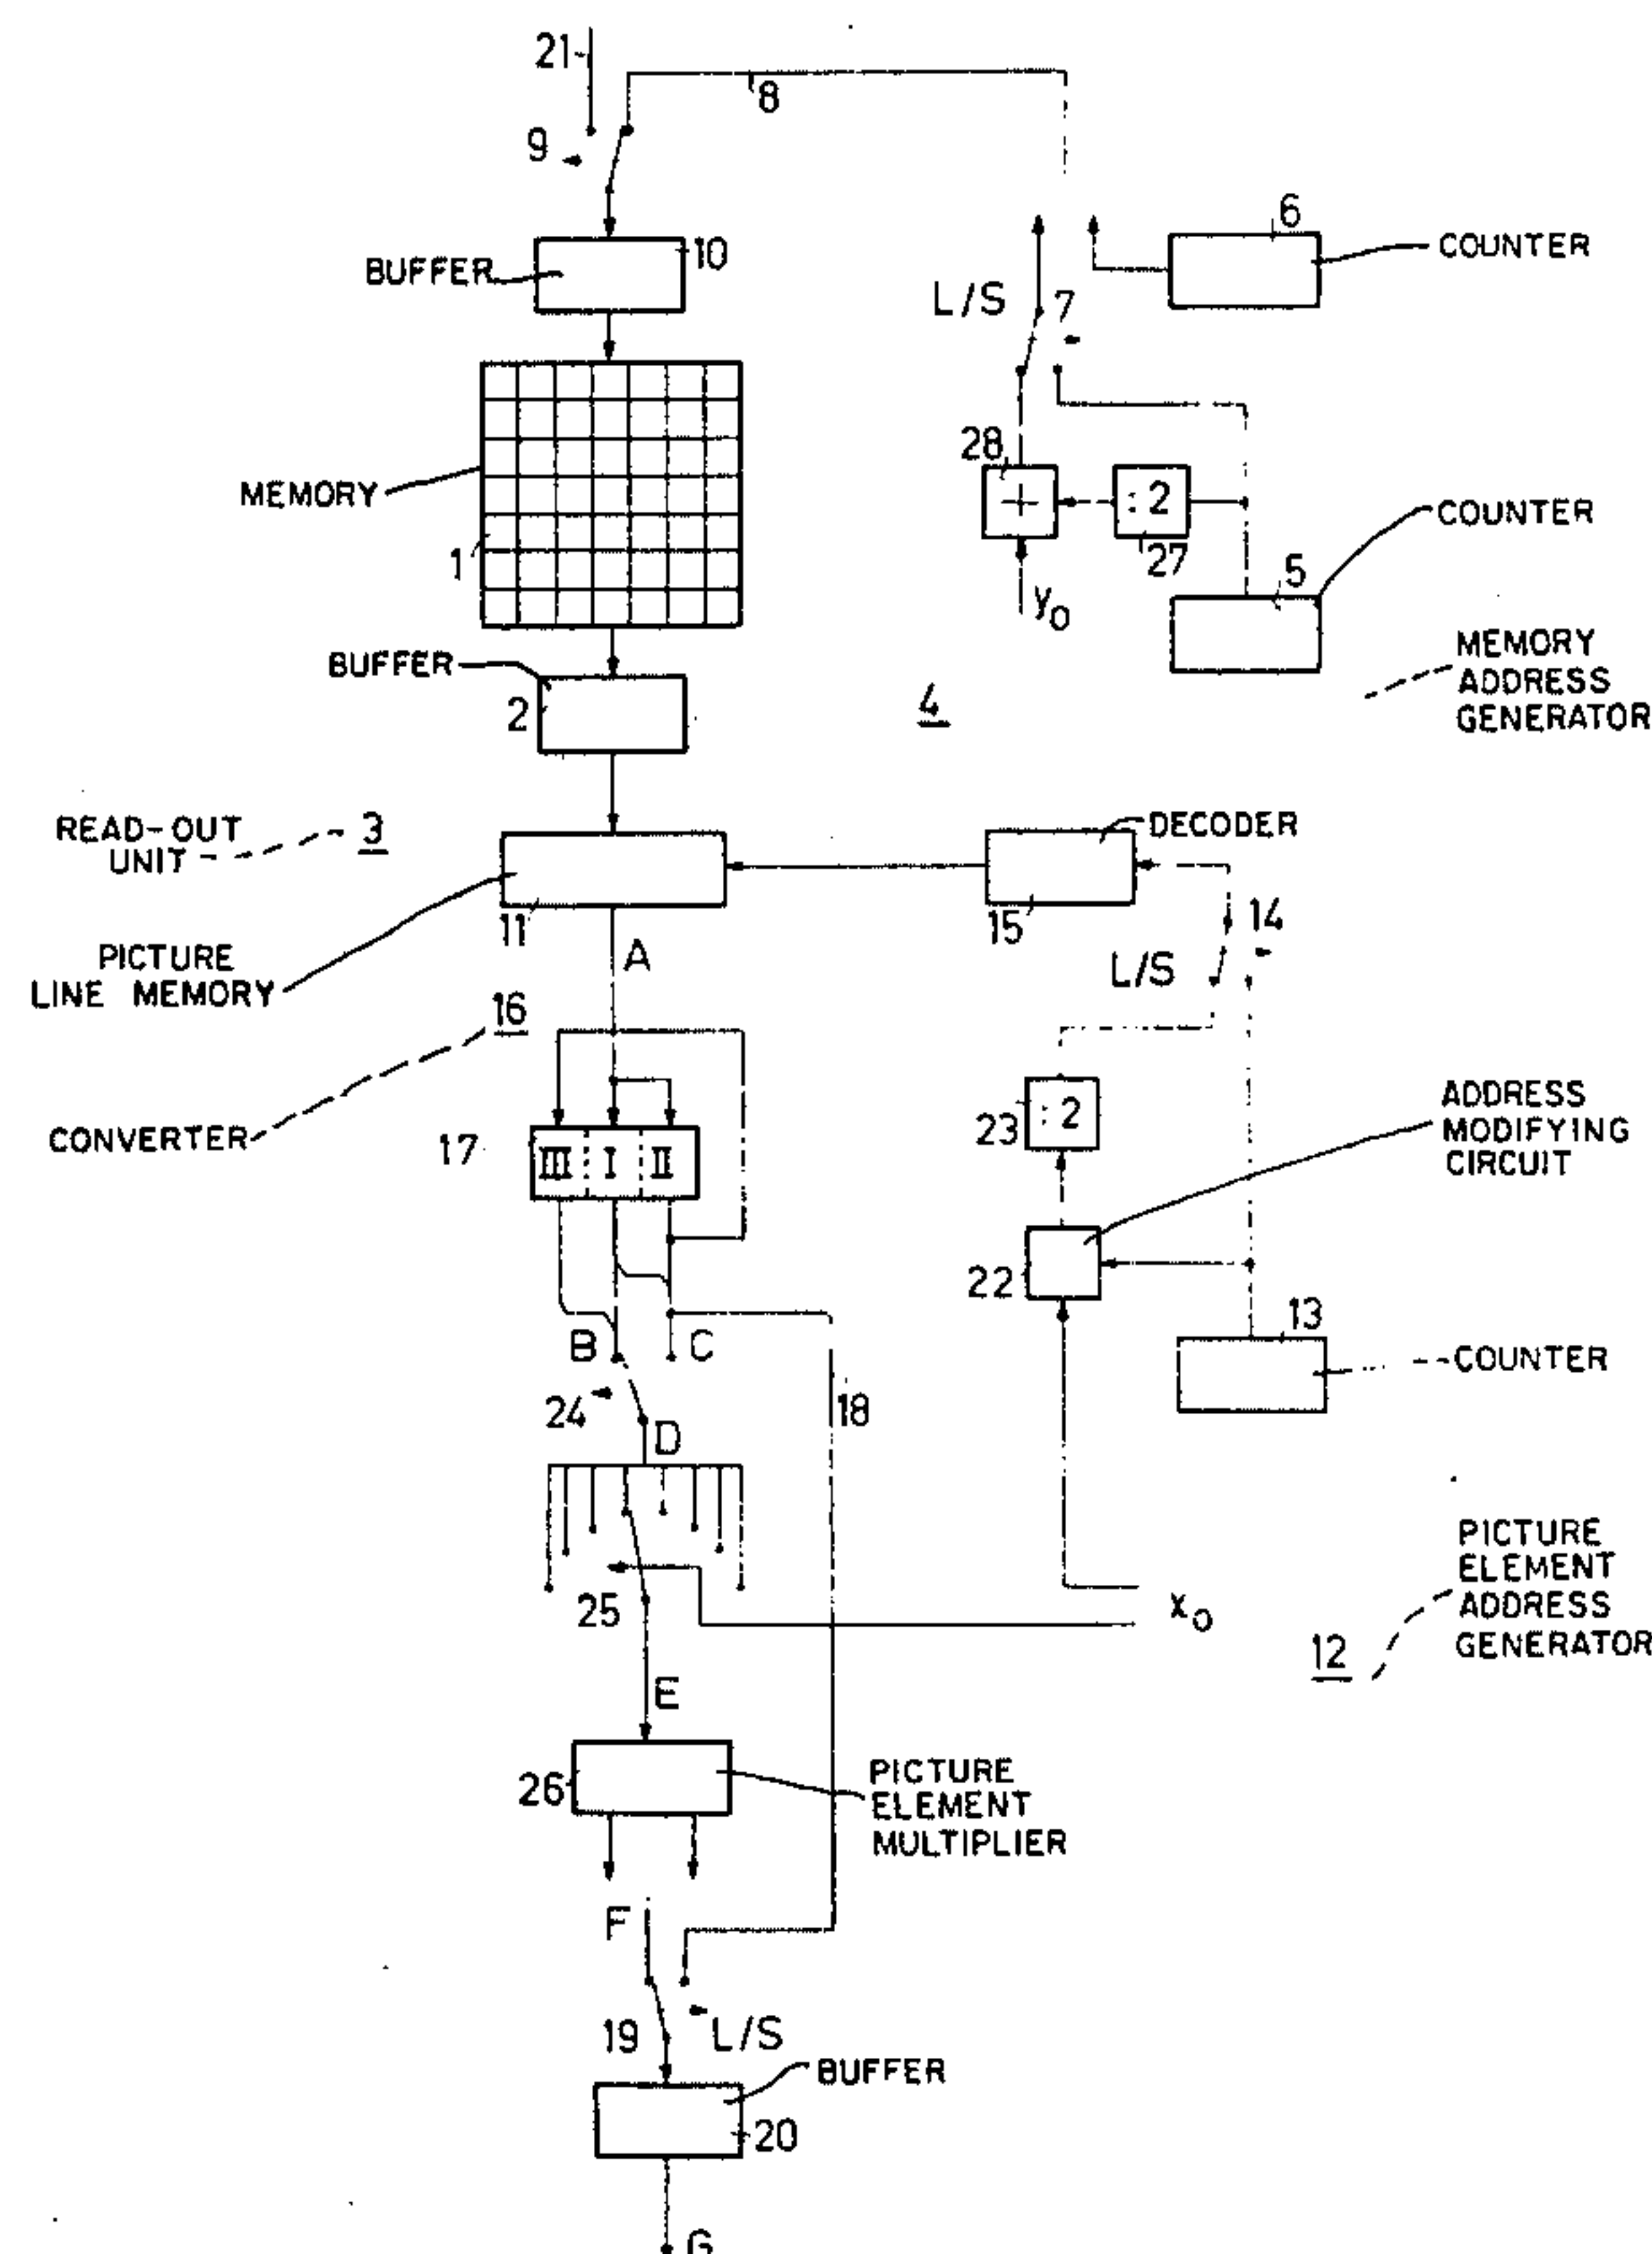 21
8
9
6
COUNTER
10
BUFFER
L/S
7
28
MEMORY
: 2
COUNTER
1
27
5
y0
MEMORY
ADDRESS
GENERATOR
BUFFER
2
4
READ-OUT
UNIT
3
DECODER
11
15
14
A
PICTURE
LINE MEMORY
L/S
16
ADDRESS
MODIFYING
CIRCUIT
23
: 2
CONVERTER
17
III
I
II
22
13
B
C
COUNTER
24
18
D
PICTURE
ELEMENT
ADDRESS
GENERATOR
25
x0
12
E
26
PICTURE
ELEMENT
MULTIPLIER
F
19
L/S
BUFFER
20
G